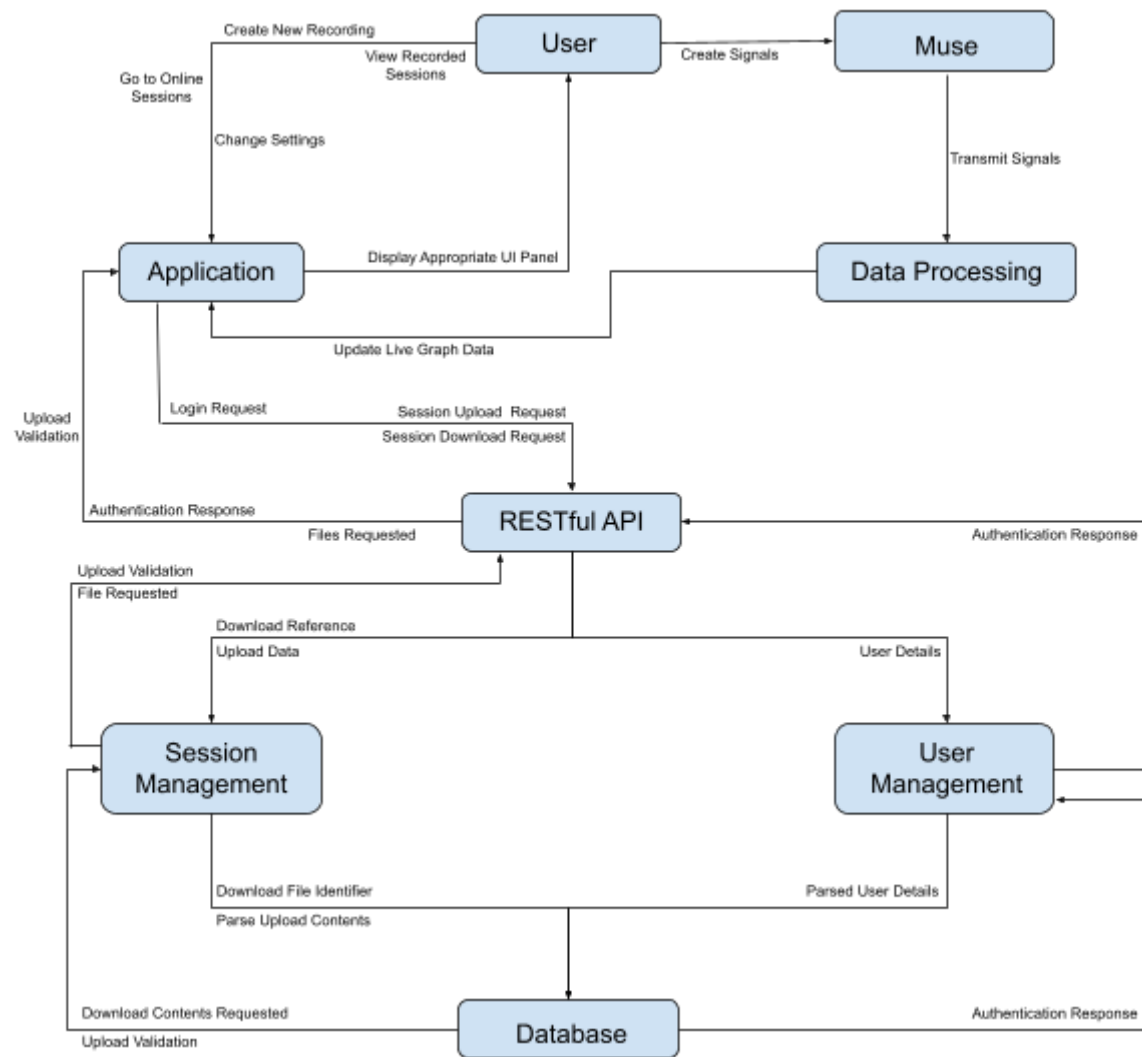 Create New Recording
User
Muse
View Recorded
Sessions
Create Signals
Go to Online
Sessions
Change Settings
Transmit Signals
Application
Display Appropriate UI Panel
Data Processing
Update Live Graph Data
Login Request
Session Upload  Request
Upload
Validation
Session Download Request
Authentication Response
RESTful API
Files Requested
Authentication Response
Upload Validation
File Requested
Download Reference
Upload Data
User Details
Session
Management
User
Management
Download File Identifier
Parsed User Details
Parse Upload Contents
Download Contents Requested
Database
Authentication Response
Upload Validation